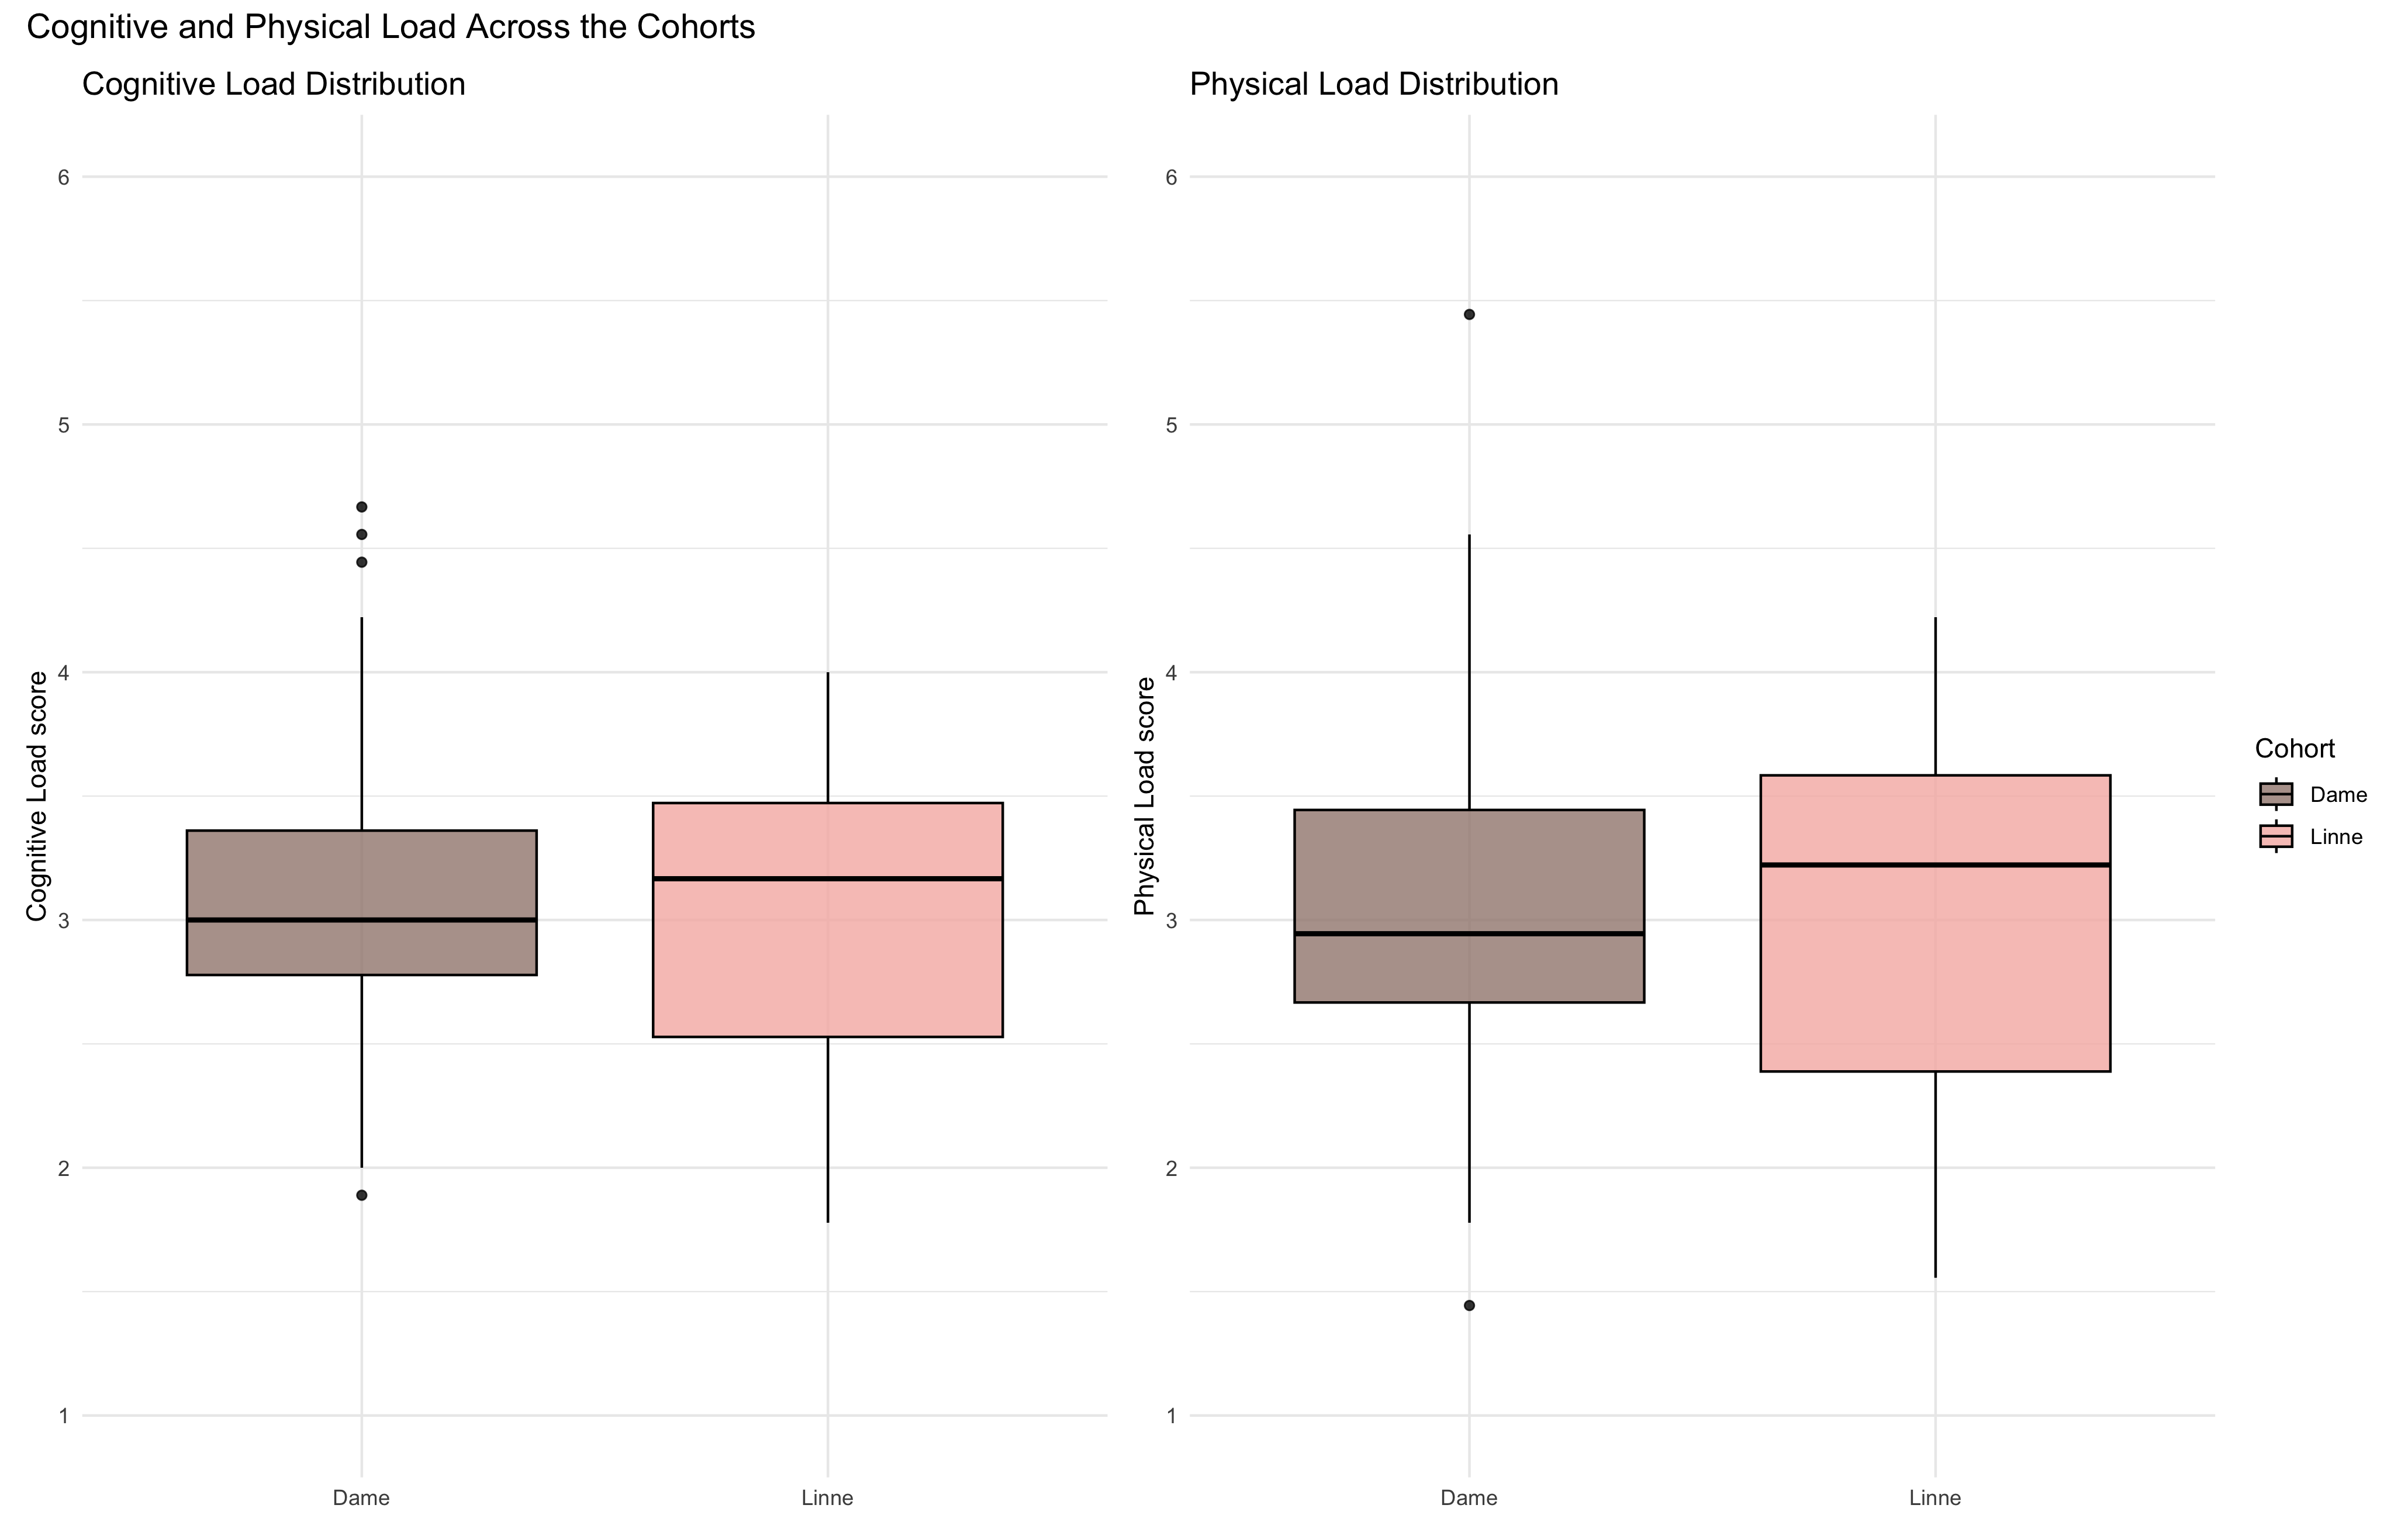 Cognitive and Physical Load Across the Cohorts
Cognitive Load Distribution
Cognitive Load score
6
5
4
3
2
1
Dame
Linne
Physical Load Distribution
Physical Load score
6
5
4
3
2
1
Dame
Linne
Cohort
Dame
Linne